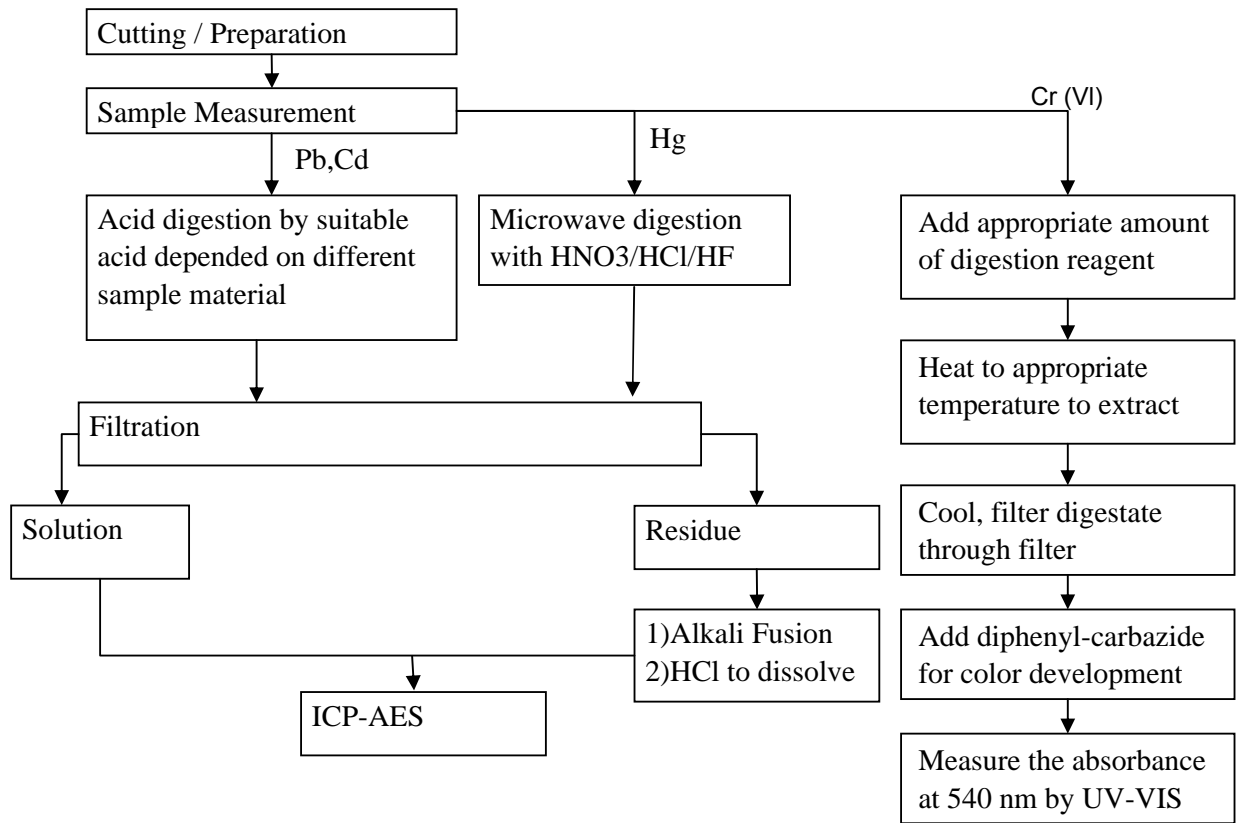 Cutting / Preparation
Sample Measurement
Cr (VI)
Pb,Cd
Hg
Acid digestion by suitable
acid depended on different
sample material
Microwave digestion
with HNO3/HCl/HF
Add appropriate amount
of digestion reagent
Heat to appropriate
temperature to extract
Filtration
Solution
Residue
Cool, filter digestate
through filter
1)Alkali Fusion
2)HCl to dissolve
Add diphenyl-carbazide
for color development
ICP-AES
Measure the absorbance
at 540 nm by UV-VIS